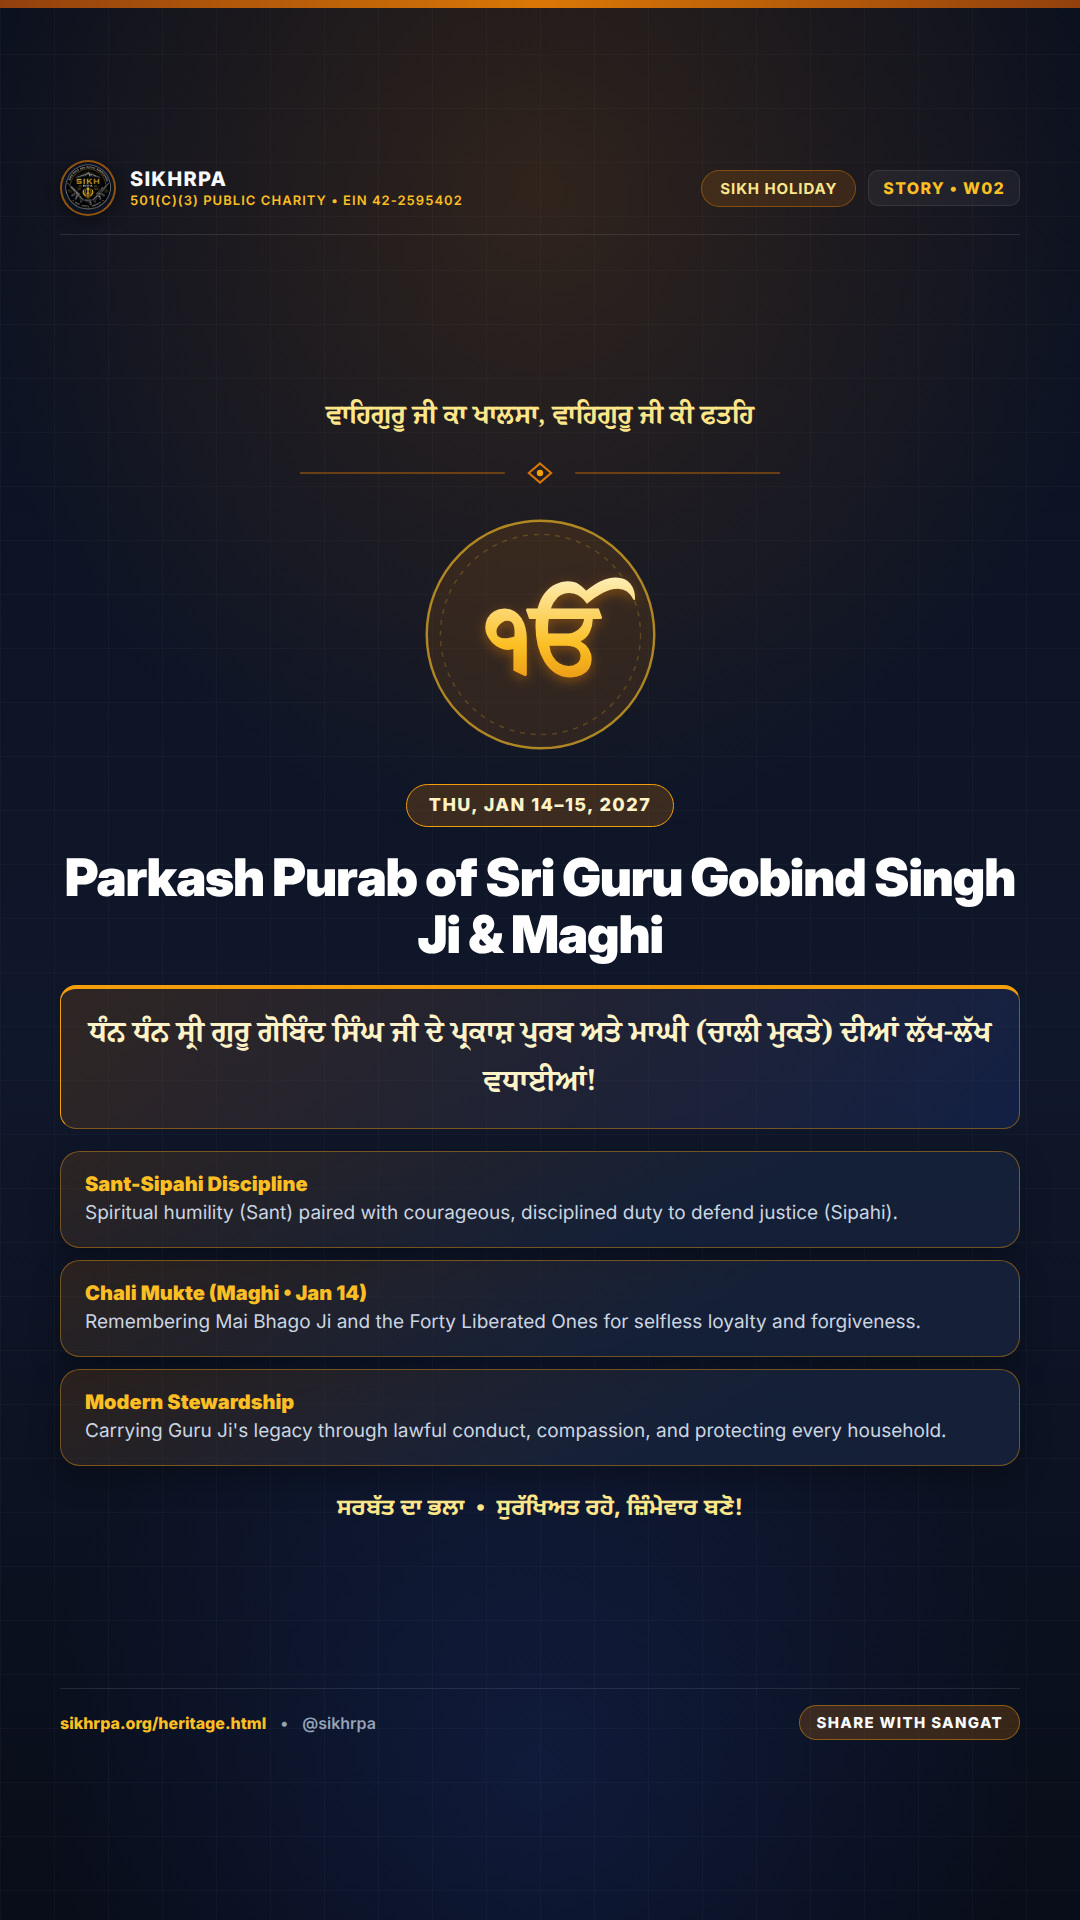 SIKHRPA
501(C)(3) PUBLIC CHARITY • EIN 42-2595402
SIKH HOLIDAY
STORY • W02
ਵਾਹਿਗੁਰੂ ਜੀ ਕਾ ਖਾਲਸਾ, ਵਾਹਿਗੁਰੂ ਜੀ ਕੀ ਫਤਹਿ
ੴ
THU, JAN 14–15, 2027
Parkash Purab of Sri Guru Gobind Singh
Ji & Maghi
ਧੰਨ ਧੰਨ ਸ੍ਰੀ ਗੁਰੂ ਗੋਬਿੰਦ ਸਿੰਘ ਜੀ ਦੇ ਪ੍ਰਕਾਸ਼ ਪੁਰਬ ਅਤੇ ਮਾਘੀ (ਚਾਲੀ ਮੁਕਤੇ) ਦੀਆਂ ਲੱਖ-ਲੱਖ
ਵਧਾਈਆਂ!
Sant-Sipahi Discipline
Spiritual humility (Sant) paired with courageous, disciplined duty to defend justice (Sipahi).
Chali Mukte (Maghi • Jan 14)
Remembering Mai Bhago Ji and the Forty Liberated Ones for selfless loyalty and forgiveness.
Modern Stewardship
Carrying Guru Ji's legacy through lawful conduct, compassion, and protecting every household.
ਸਰਬੱਤ ਦਾ ਭਲਾ • ਸੁਰੱਖਿਅਤ ਰਹੋ, ਜ਼ਿੰਮੇਵਾਰ ਬਣੋ!
sikhrpa.org/heritage.html • @sikhrpa
SHARE WITH SANGAT